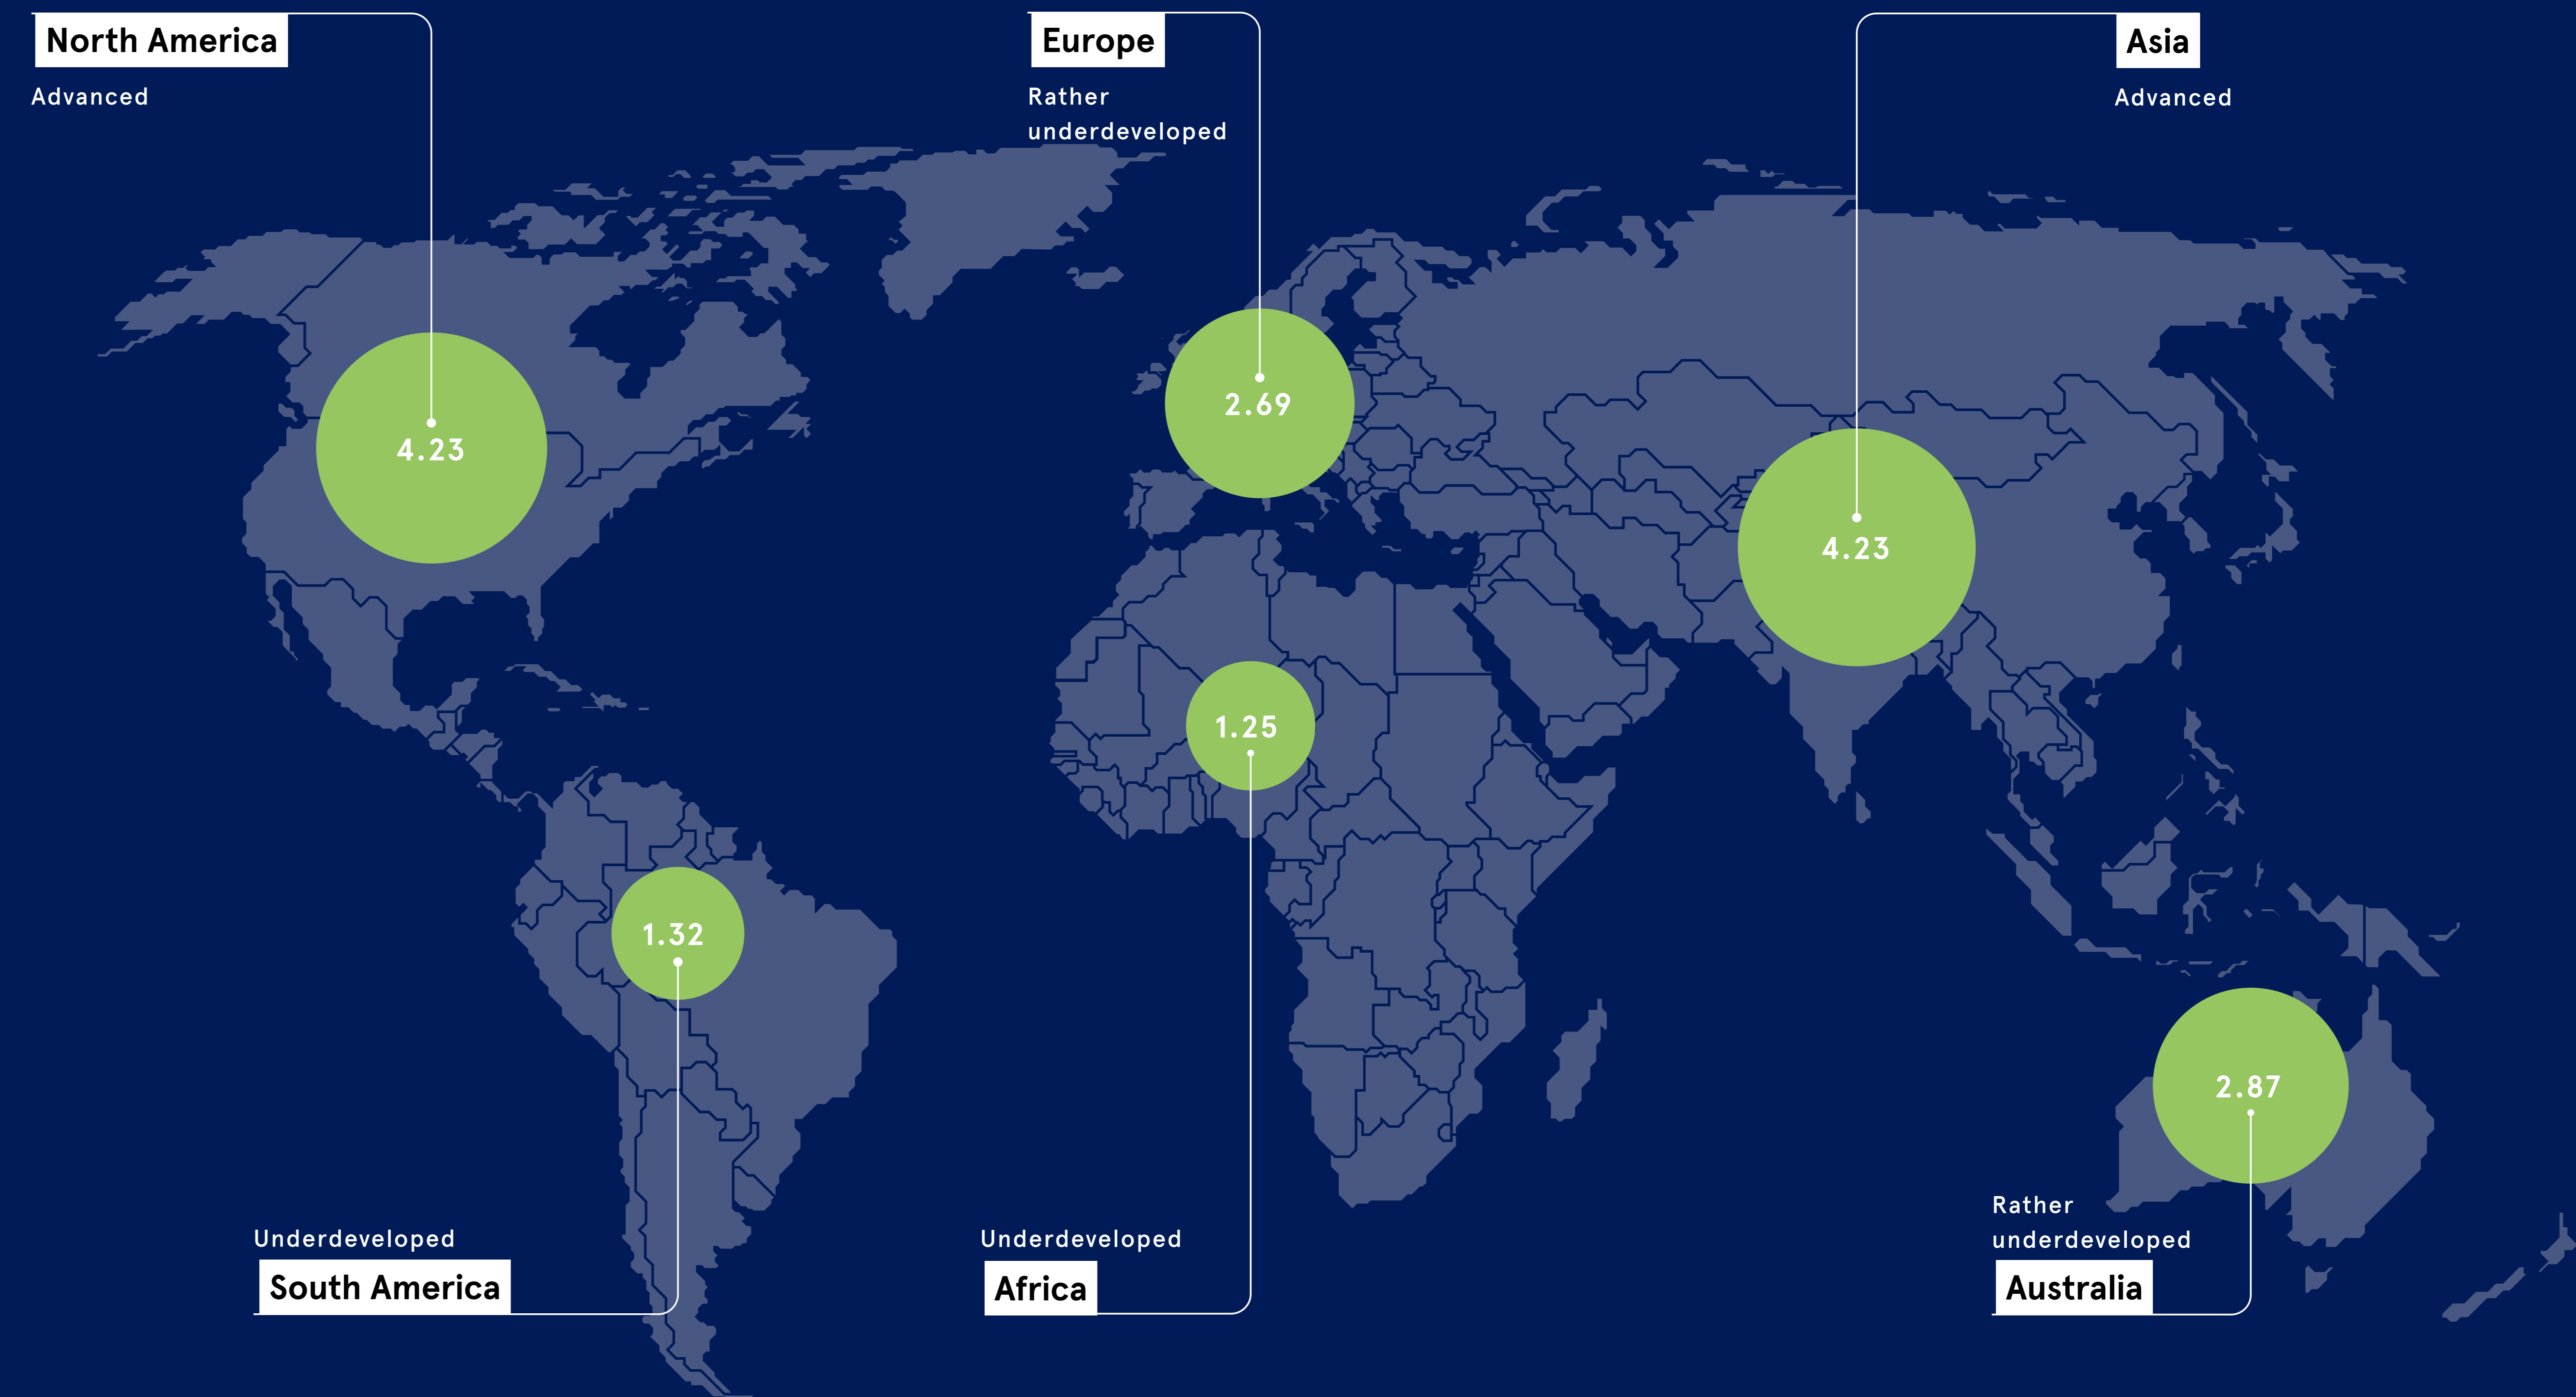 North America
Advanced
Europe
Rather
underdeveloped
Asia
Advanced
4.23
2.69
4.23
1.25
1.32
2.87
Underdeveloped
South America
Underdeveloped
Africa
Rather
underdeveloped
Australia